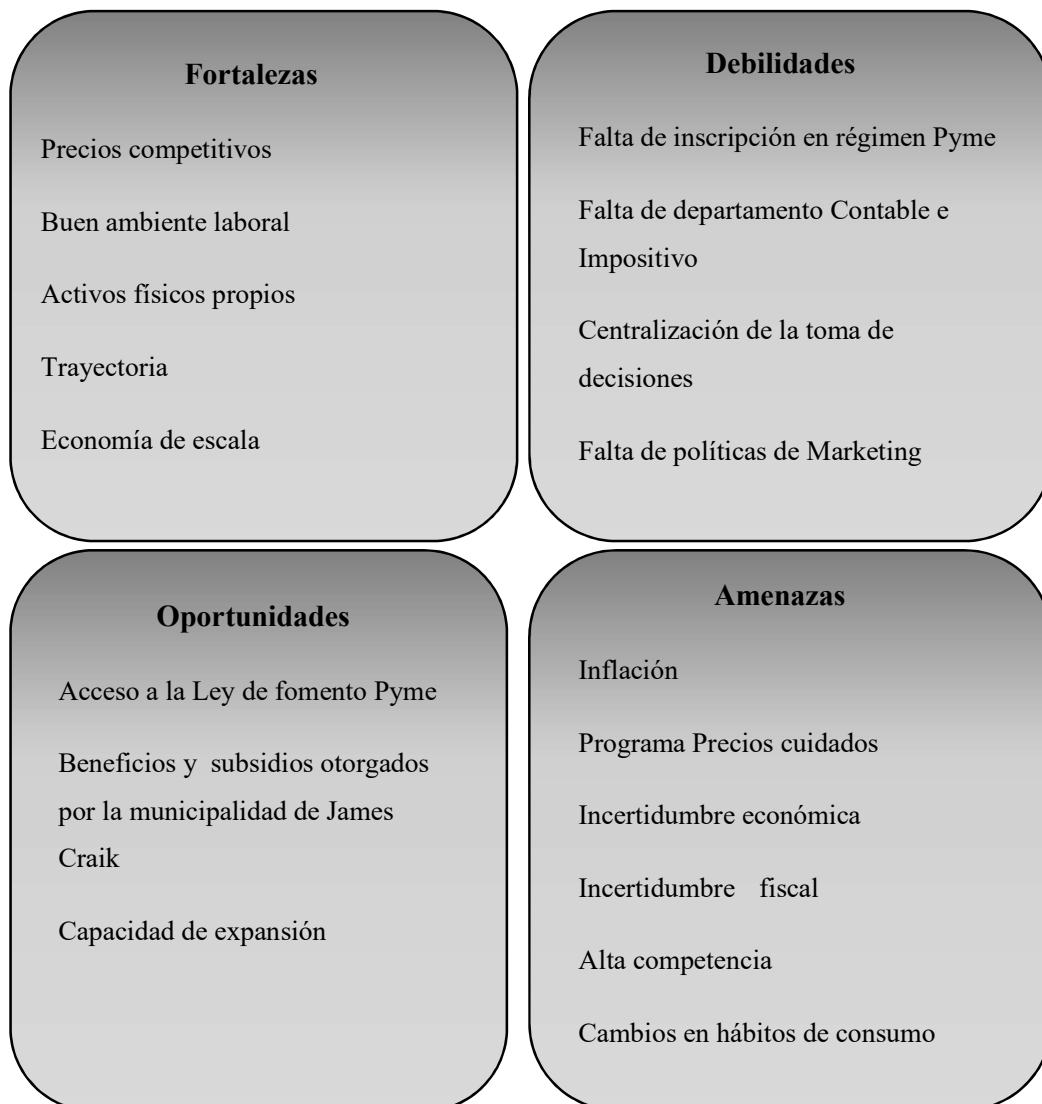 Fortalezas
Precios competitivos
Buen ambiente laboral
Activos físicos propios
Trayectoria
Economía de escala
Debilidades
Falta de inscripción en régimen Pyme
Falta de departamento Contable e
Impositivo
Centralización de la toma de
decisiones
Falta de políticas de Marketing
Oportunidades
Acceso a la Ley de fomento Pyme
Beneficios y subsidios otorgados
por la municipalidad de James
Craik
Capacidad de expansión
Amenazas
Inflación
Programa Precios cuidados
Incertidumbre económica
Incertidumbre fiscal
Alta competencia
Cambios en hábitos de consumo